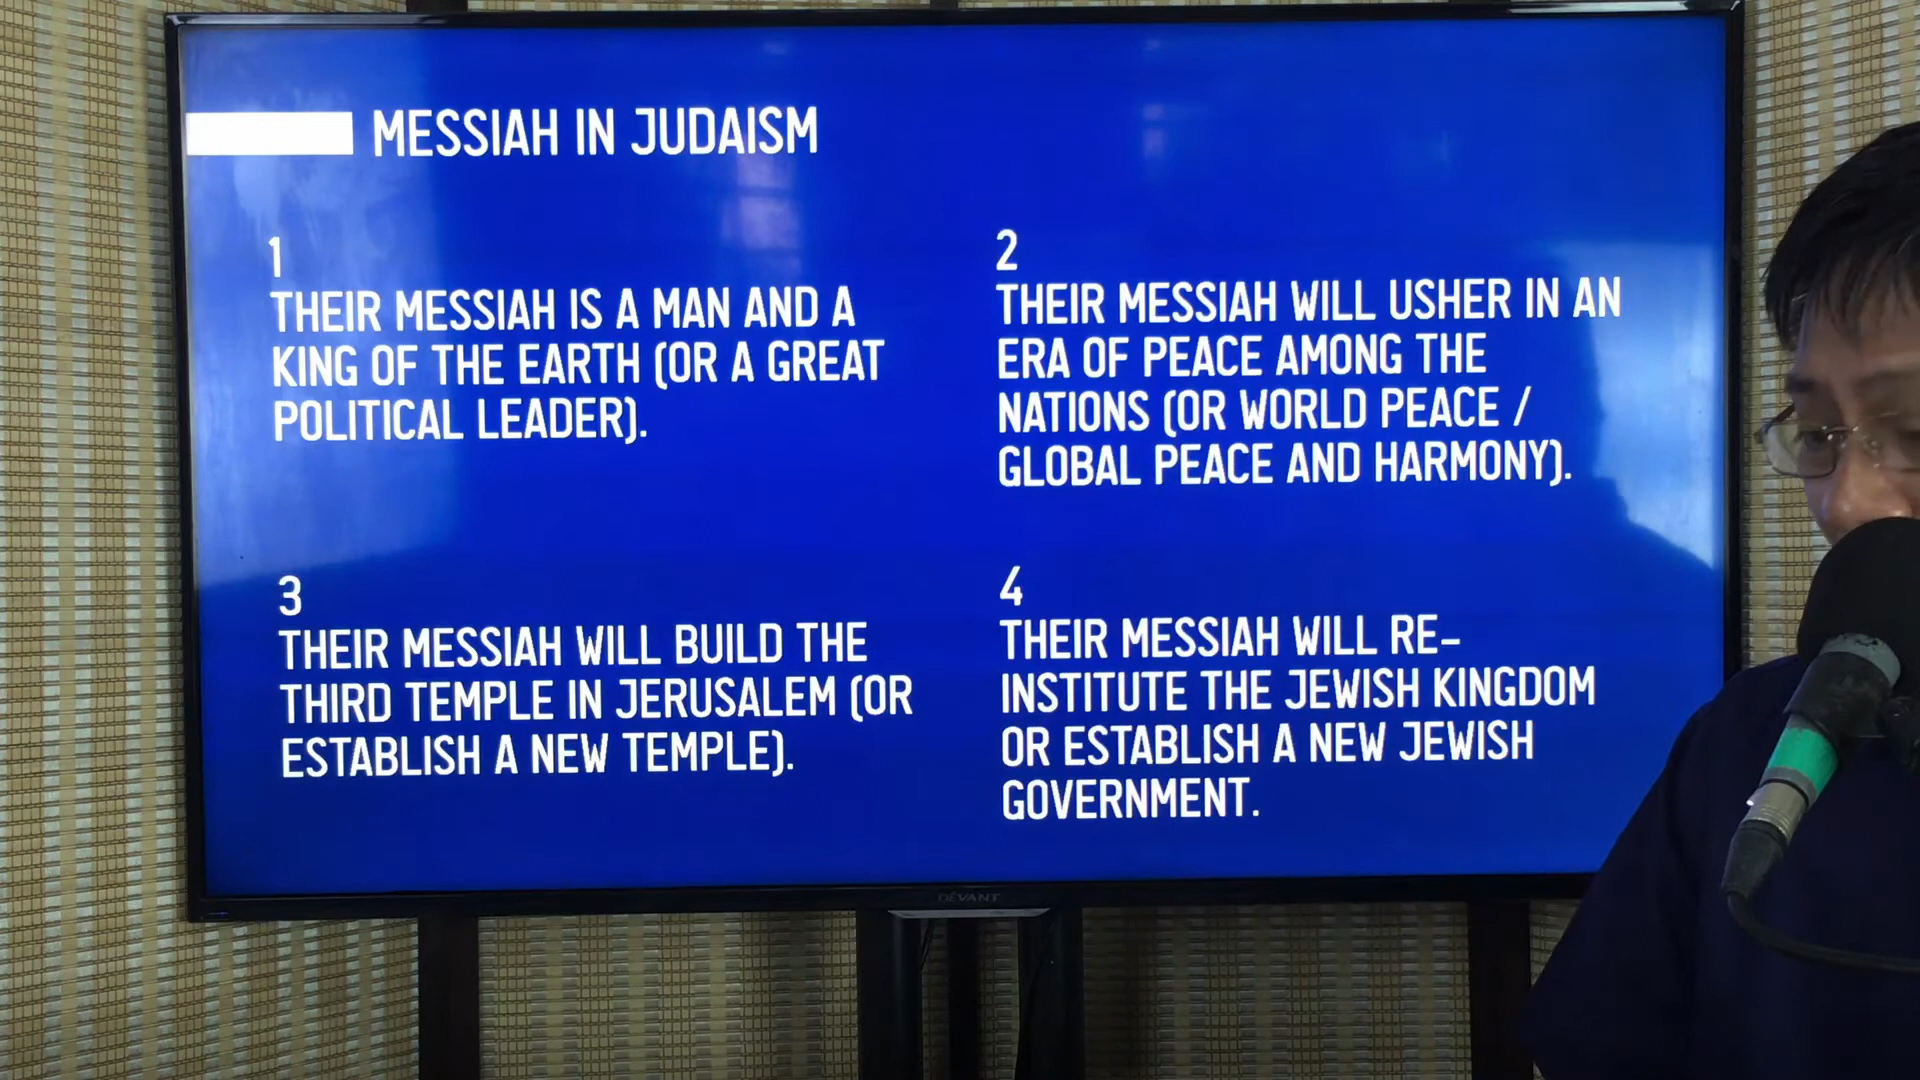 MESSIAH IN JUDAISM
1
THEIR MESSIAH IS A MAN AND A
KING OF THE EARTH (OR A GREAT
POLITICAL LEADER).
2
THEIR MESSIAH WILL USHER IN AN
ERA OF PEACE AMONG THE
NATIONS (OR WORLD PEACE /
GLOBAL PEACE AND HARMONY).
3
THEIR MESSIAH WILL BUILD THE
THIRD TEMPLE IN JERUSALEM (OR
ESTABLISH A NEW TEMPLE).
4
THEIR MESSIAH WILL RE-
INSTITUTE THE JEWISH KINGDOM
OR ESTABLISH A NEW JEWISH
GOVERNMENT.
DEVANT